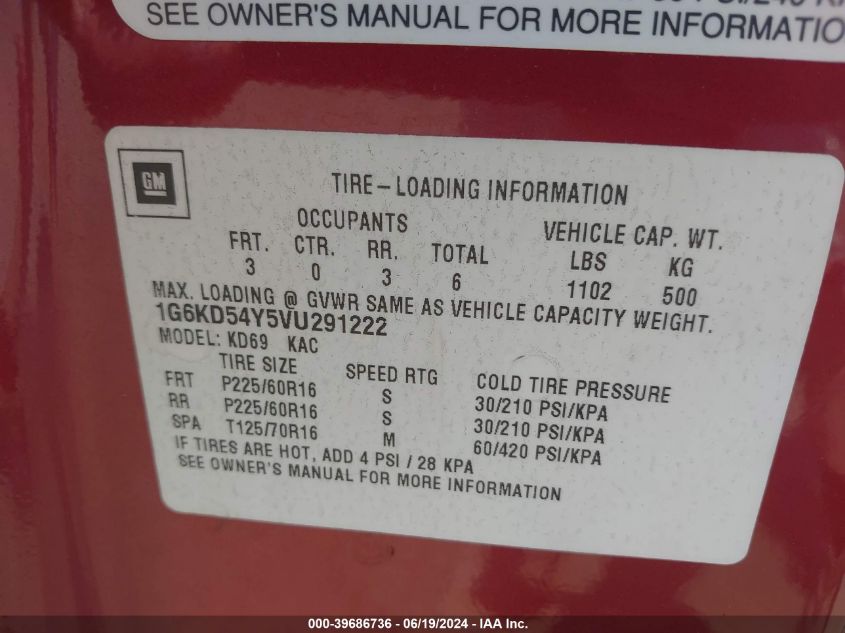 SEE OWNER'S MANUAL FOR MORE INFORMATIO
GM
TIRE-LOADING INFORMATION
OCCUPANTS VEHICLE CAP. WT.
FRT. CTR. RR. TOTAL LBS KG
3 0 3 6 1102 500
MAX. LOADING @ GVWR SAME AS VEHICLE CAPACITY WEIGHT.
1G6KD54Y5VU291222
MODEL: KD69 KAC
TIRE SIZE SPEED RTG COLD TIRE PRESSURE
FRT P225/60R16 S 30/210 PSI/KPA
RR P225/60R16 S 30/210 PSI/KPA
SPA T125/70R16 M 60/420 PSI/KPA
IF TIRES ARE HOT, ADD 4 PSI / 28 KPA
SEE OWNER'S MANUAL FOR MORE INFORMATION
000-39686736 - 06/19/2024 - IAA, Inc.